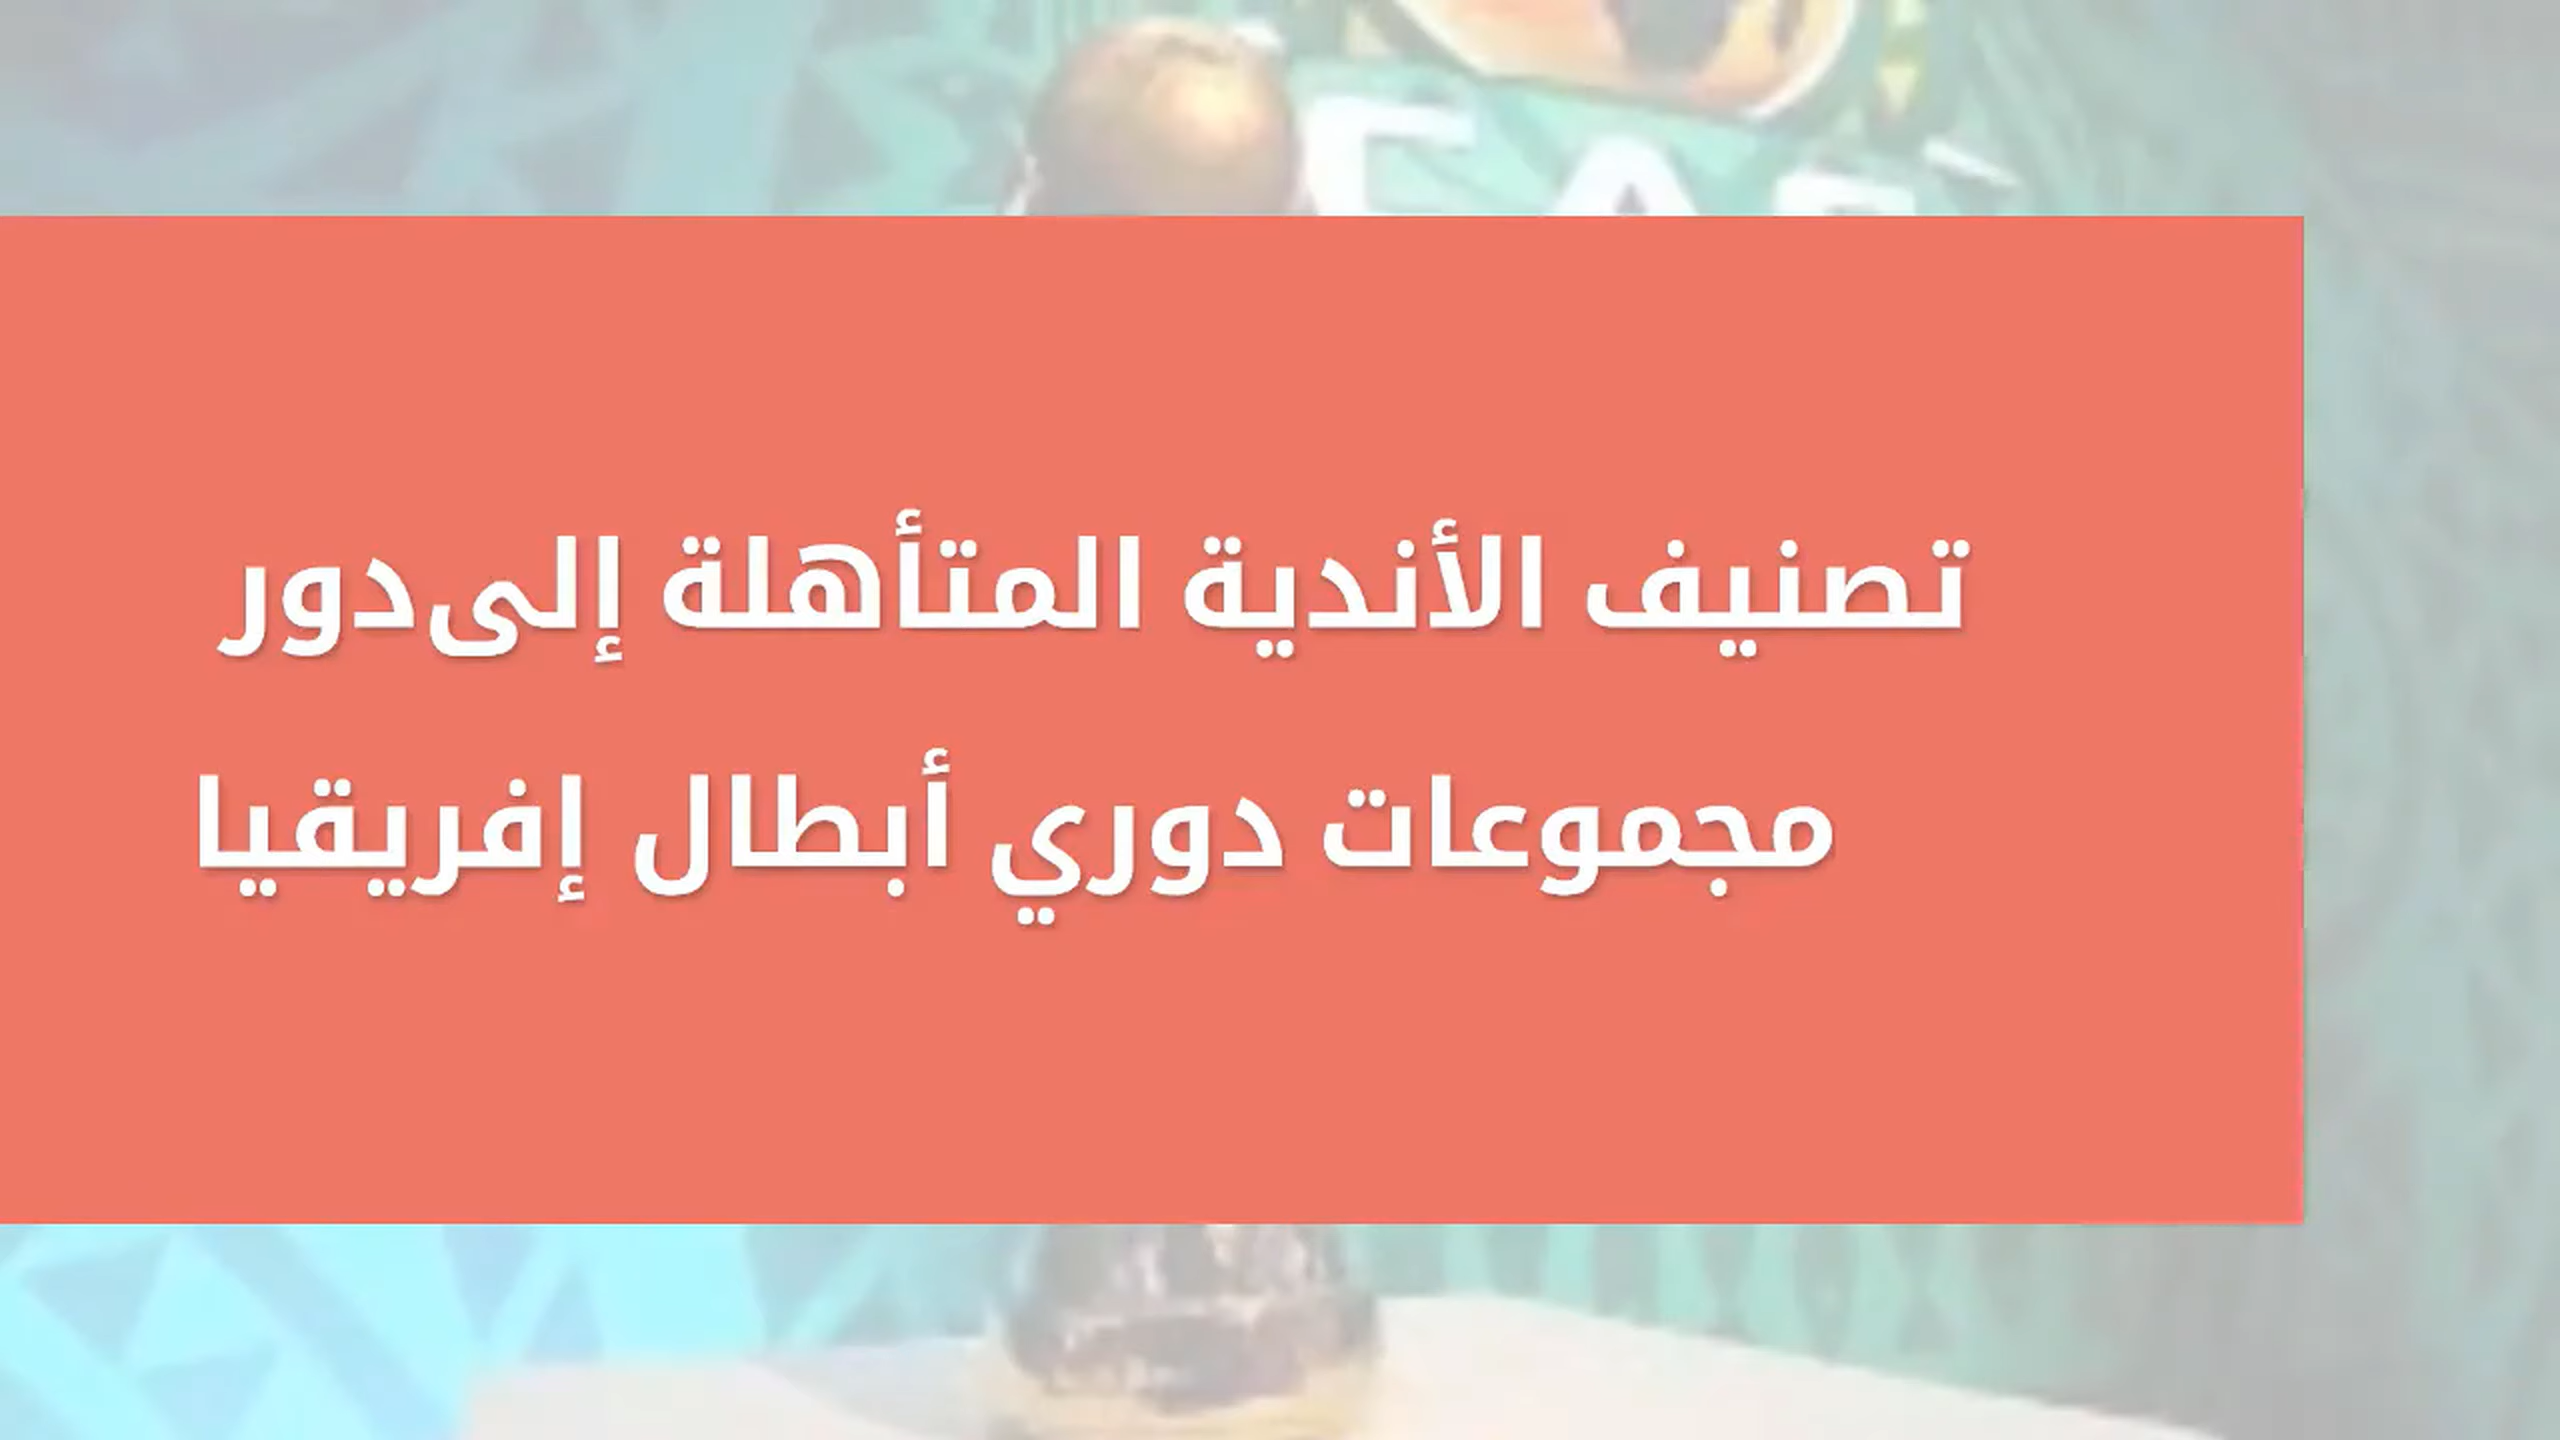 تصنيف الأندية المتأهلة إلى دور
مجموعات دوري أبطال إفريقيا